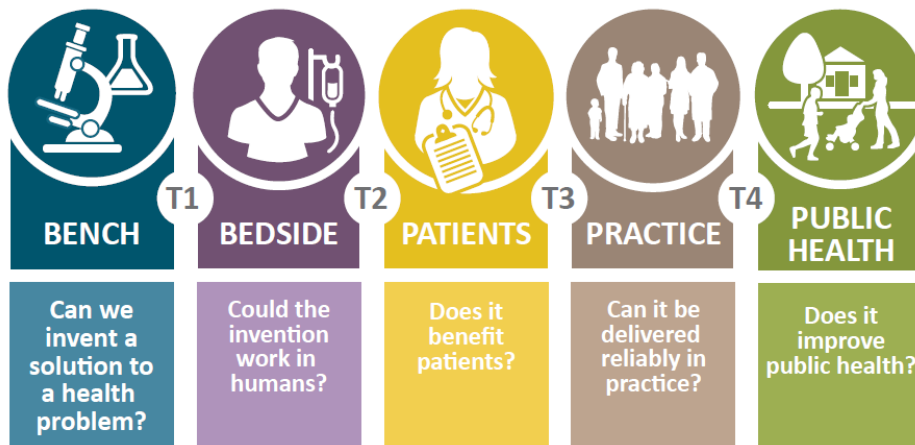 T1
T2
T3
T4
BENCH
BEDSIDE
PATIENTS
PRACTICE
PUBLIC
HEALTH
Can we
invent a
solution to
a health
problem?
Could the
invention
work in
humans?
Does it
benefit
patients?
Can it be
delivered
reliably in
practice?
Does it
improve
public health?